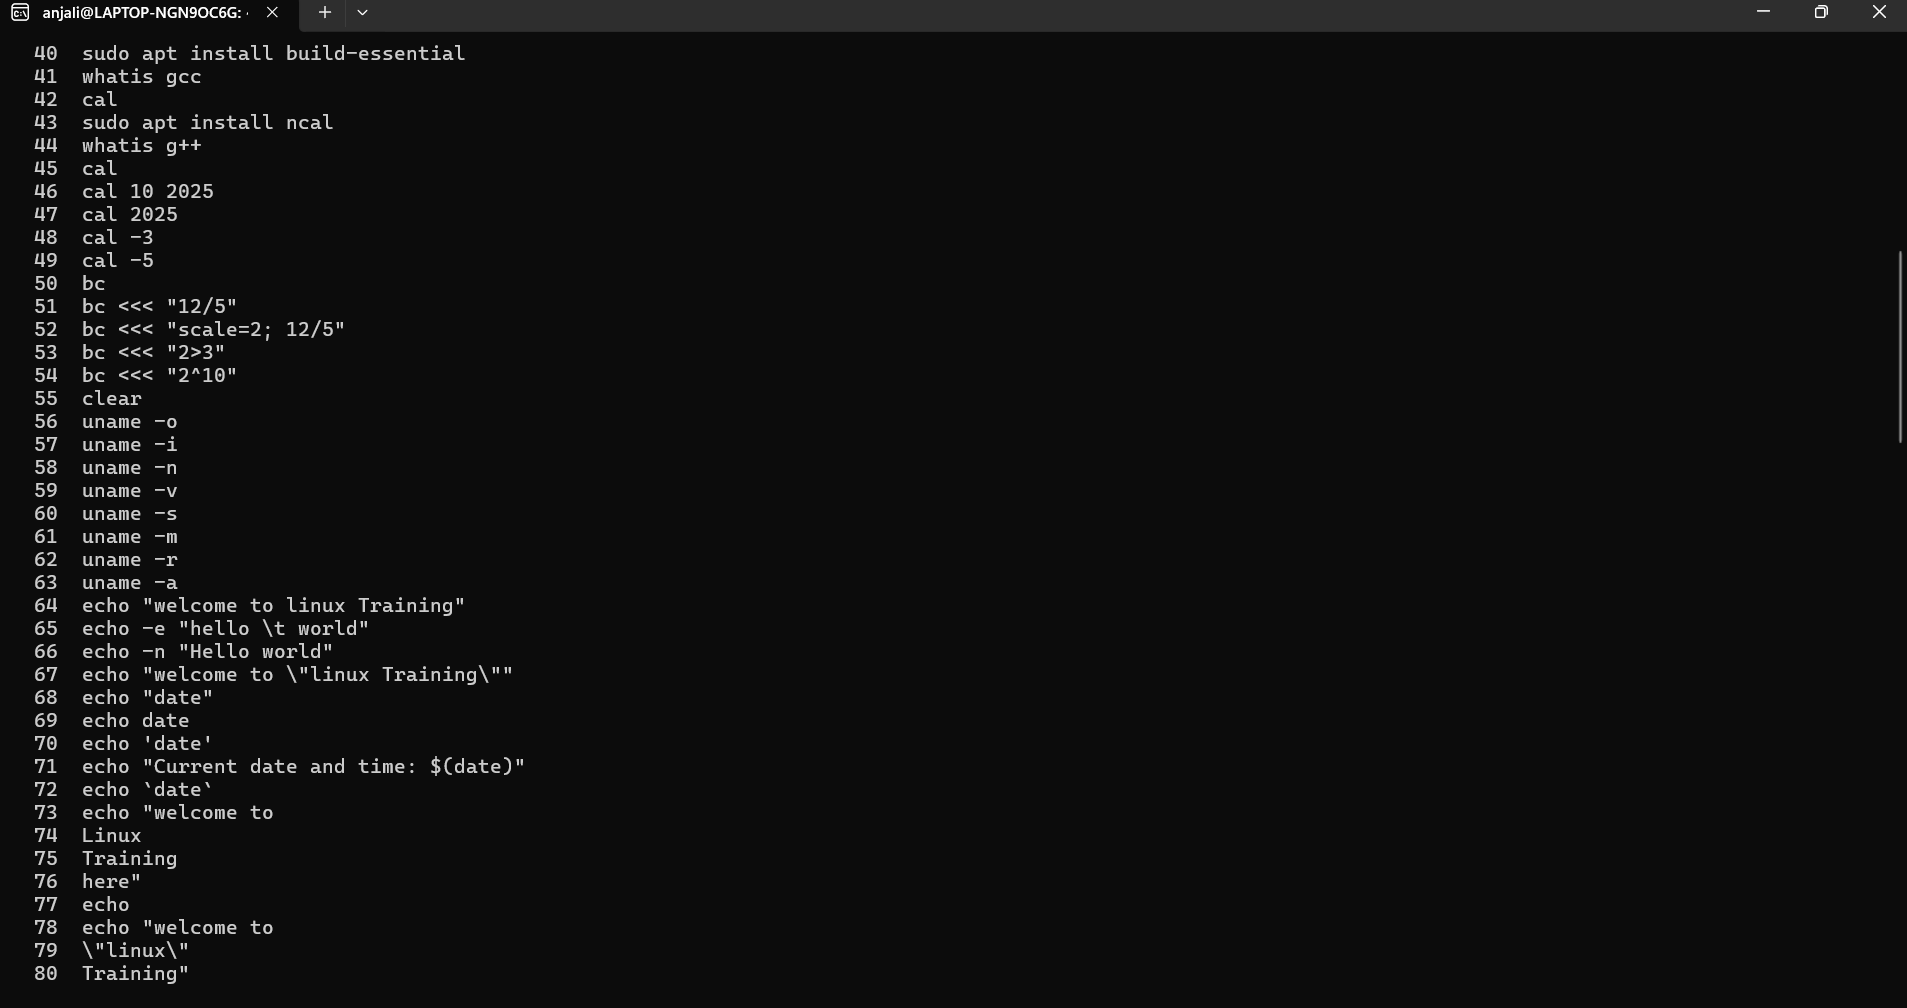 anjali@LAPTOP-NGN9OC6G:
40 sudo apt install build-essential
41 whatis gcc
42 cal
43 sudo apt install ncal
44 whatis g++
45 cal
46 cal 10 2025
47 cal 2025
48 cal -3
49 cal -5
50 bc
51 bc <<< "12/5"
52 bc <<< "scale=2; 12/5"
53 bc <<< "2>3"
54 bc <<< "2^10"
55 clear
56 uname -o
57 uname -i
58 uname -n
59 uname -v
60 uname -s
61 uname -m
62 uname -r
63 uname -a
64 echo "welcome to linux Training"
65 echo -e "hello \t world"
66 echo -n "Hello world"
67 echo "welcome to \"linux Training\""
68 echo "date"
69 echo date
70 echo 'date'
71 echo "Current date and time: $(date)"
72 echo `date`
73 echo "welcome to
74 Linux
75 Training
76 here"
77 echo
78 echo "welcome to
79 \"linux\"
80 Training"